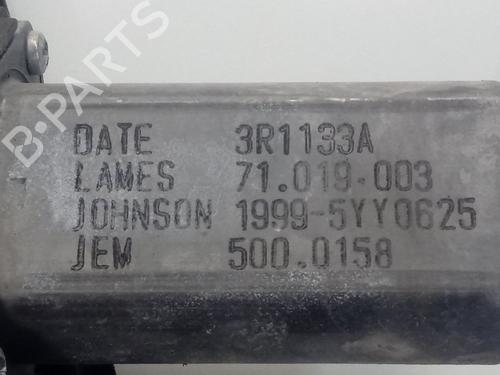 B-PARTS
DATE 3R1133A
LAMES 71.019.003
JOHNSON 1999-5YY0625
JEM 500.0158